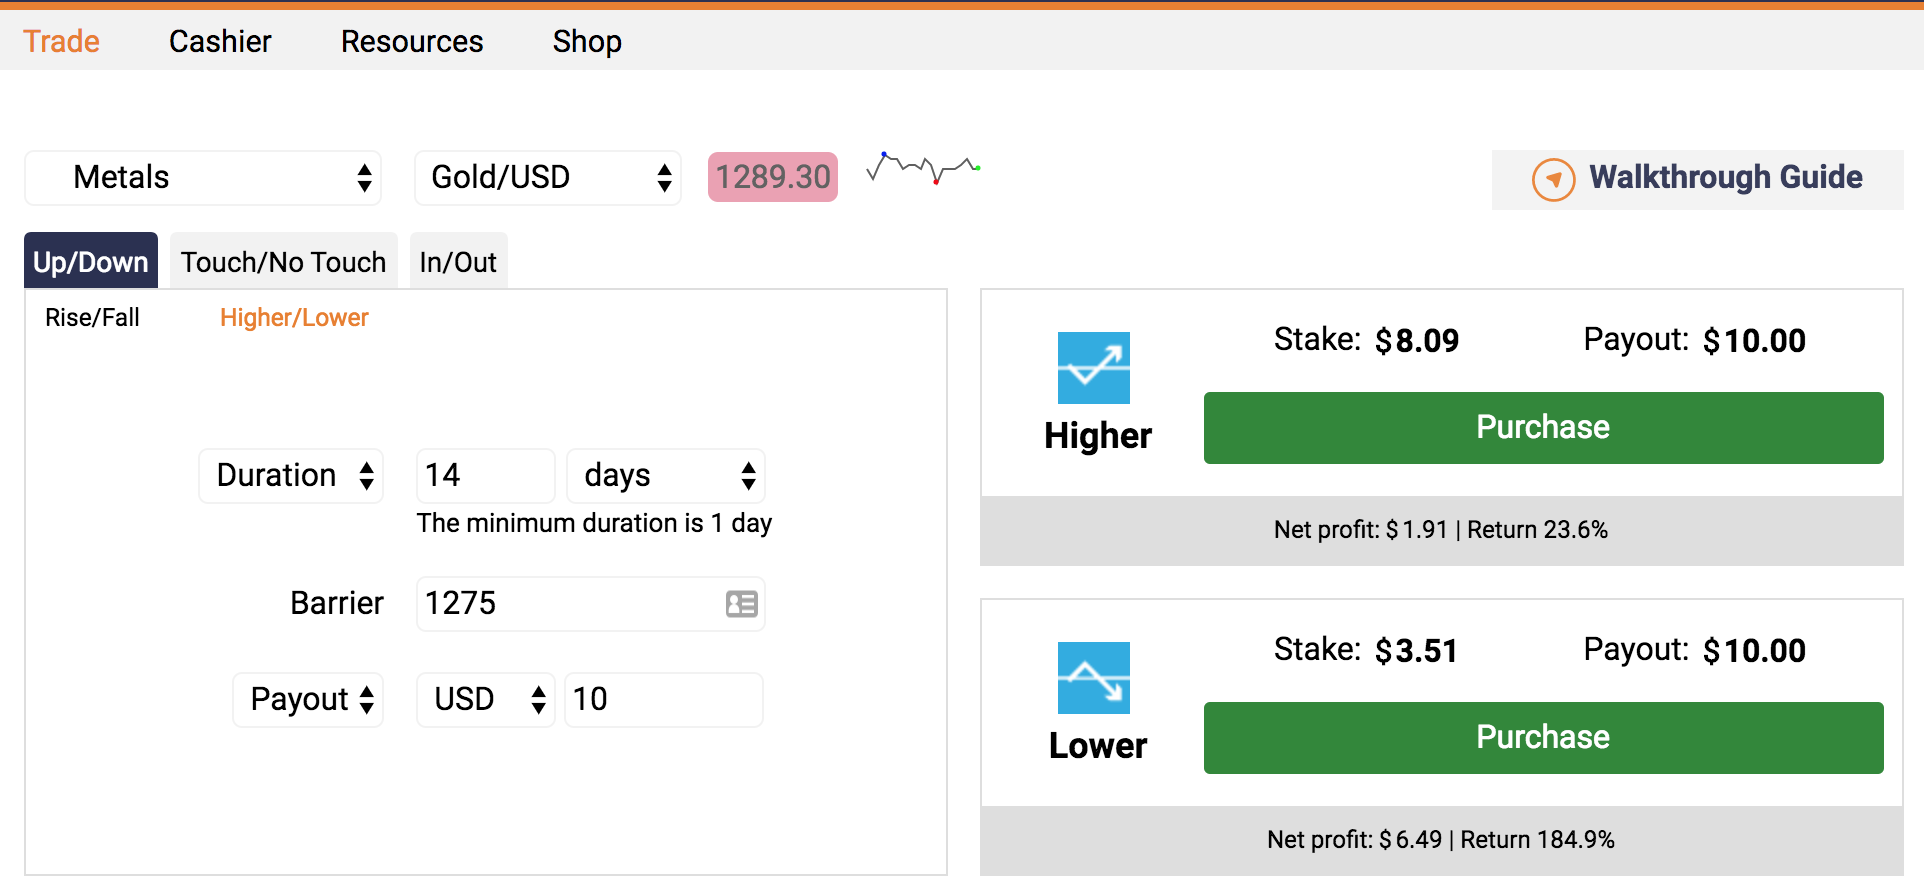 Trade Cashier Resources Shop
Metals Gold/USD 1289.30 Walkthrough Guide
Up/Down Touch/No Touch In/Out
Rise/Fall Higher/Lower
Duration 14 days
The minimum duration is 1 day
Barrier 1275
Payout USD 10
Stake: $8.09 Payout: $10.00
Higher Purchase
Net profit: $1.91 | Return 23.6%
Stake: $3.51 Payout: $10.00
Lower Purchase
Net profit: $6.49 | Return 184.9%